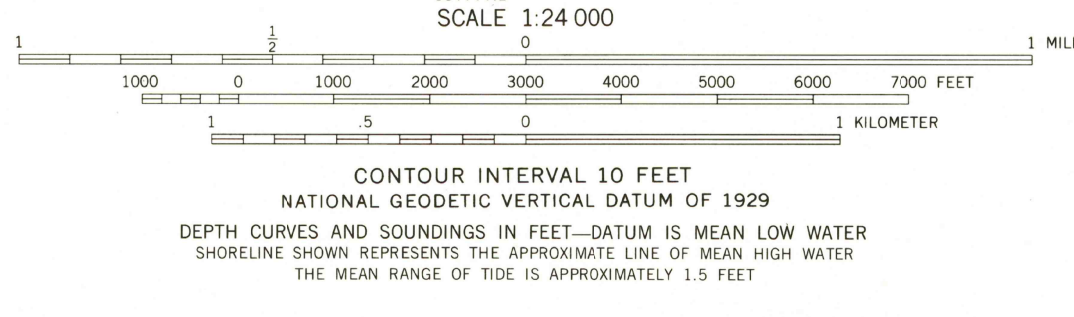 SCALE 1:24 000
1 1/2 0 1
1000 0 1000 2000 3000 4000 5000 6000 7000 FEET
1 .5 0 1 KILOMETER
CONTOUR INTERVAL 10 FEET
NATIONAL GEODETIC VERTICAL DATUM OF 1929
DEPTH CURVES AND SOUNDINGS IN FEET—DATUM IS MEAN LOW WATER
SHORELINE SHOWN REPRESENTS THE APPROXIMATE LINE OF MEAN HIGH WATER
THE MEAN RANGE OF TIDE IS APPROXIMATELY 1.5 FEET